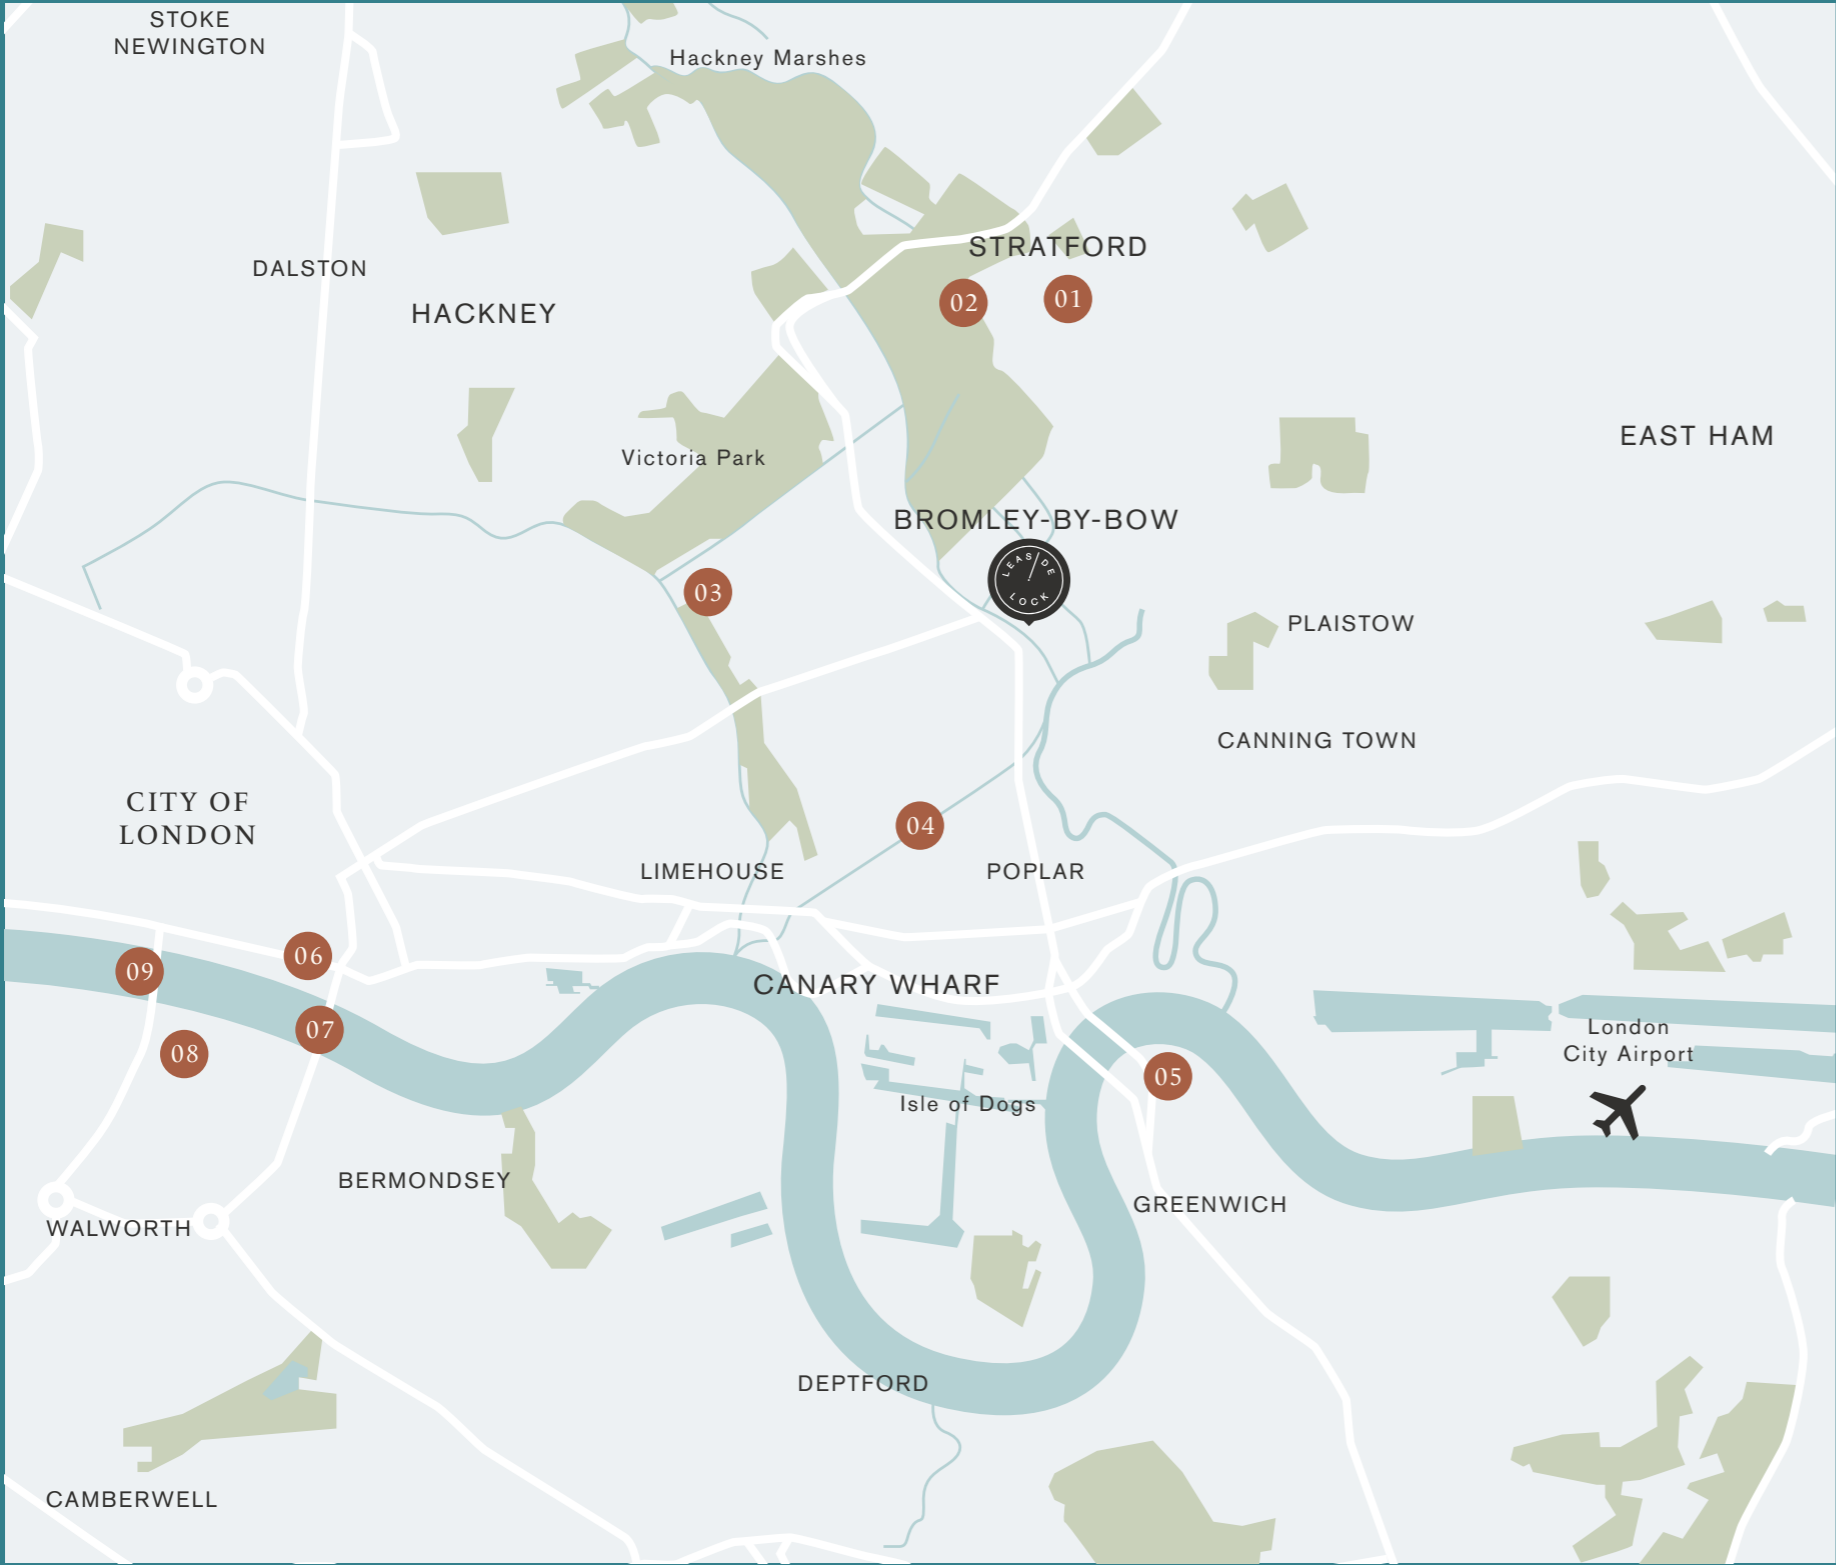 STOKE
NEWINGTON
Hackney Marshes
STRATFORD
DALSTON
02
01
HACKNEY
EAST HAM
Victoria Park
BROMLEY-BY-BOW
LEASIDE
LOCK
03
PLAISTOW
CANNING TOWN
CITY OF
LONDON
04
LIMEHOUSE
POPLAR
06
09
CANARY WHARF
07
London
City Airport
08
05
Isle of Dogs
BERMONDSEY
GREENWICH
WALWORTH
DEPTFORD
CAMBERWELL